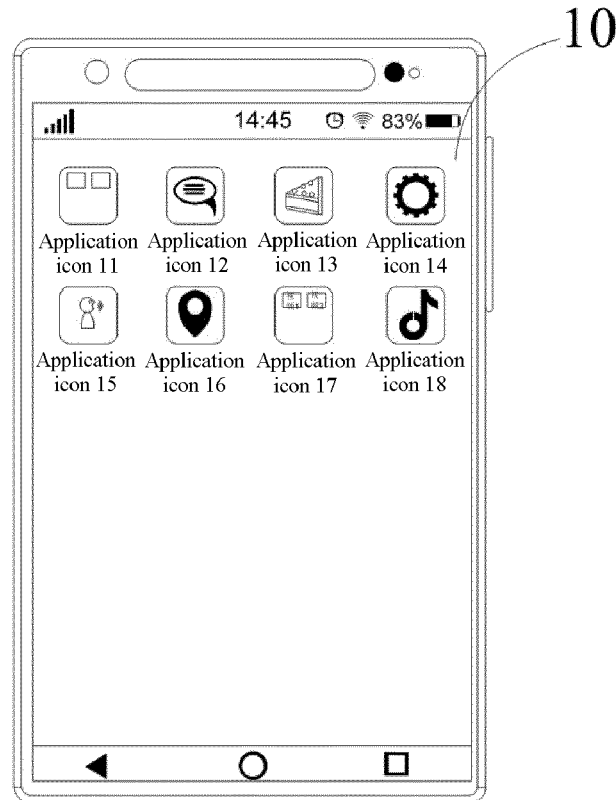 10
14:45 83%
Application Application Application Application
icon 11 icon 12 icon 13 icon 14
Application Application Application Application
icon 15 icon 16 icon 17 icon 18